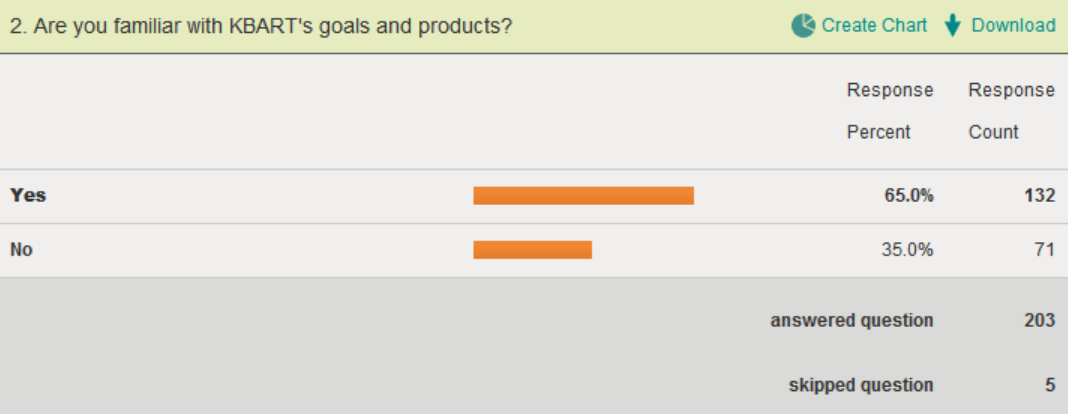 2. Are you familiar with KBART's goals and products? Create Chart Download
Response Response
Percent Count
Yes 65.0% 132
No 35.0% 71
answered question 203
skipped question 5